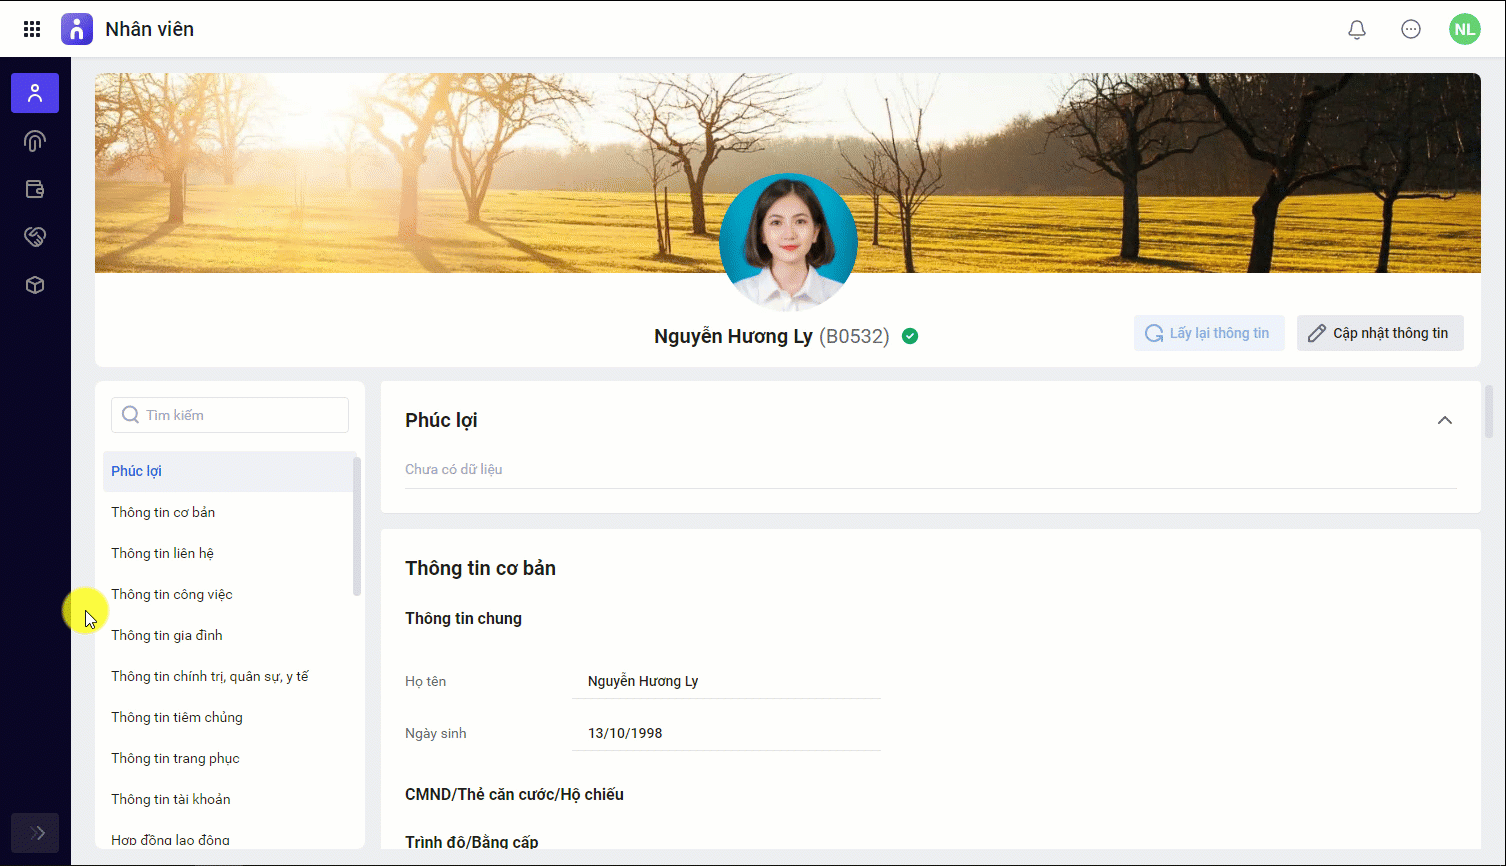 Nhân viên
NL
Nguyễn Hương Ly (B0532)
Lấy lại thông tin
Cập nhật thông tin
Tìm kiếm
Phúc lợi
Thông tin cơ bản
Thông tin liên hệ
Thông tin công việc
Thông tin gia đình
Thông tin chính trị, quân sự, y tế
Thông tin tiêm chủng
Thông tin trang phục
Thông tin tài khoản
Hợp đồng lao động
Phúc lợi
Chưa có dữ liệu
Thông tin cơ bản
Thông tin chung
Họ tên Nguyễn Hương Ly
Ngày sinh 13/10/1998
CMND/Thẻ căn cước/Hộ chiếu
Trình độ/Bằng cấp